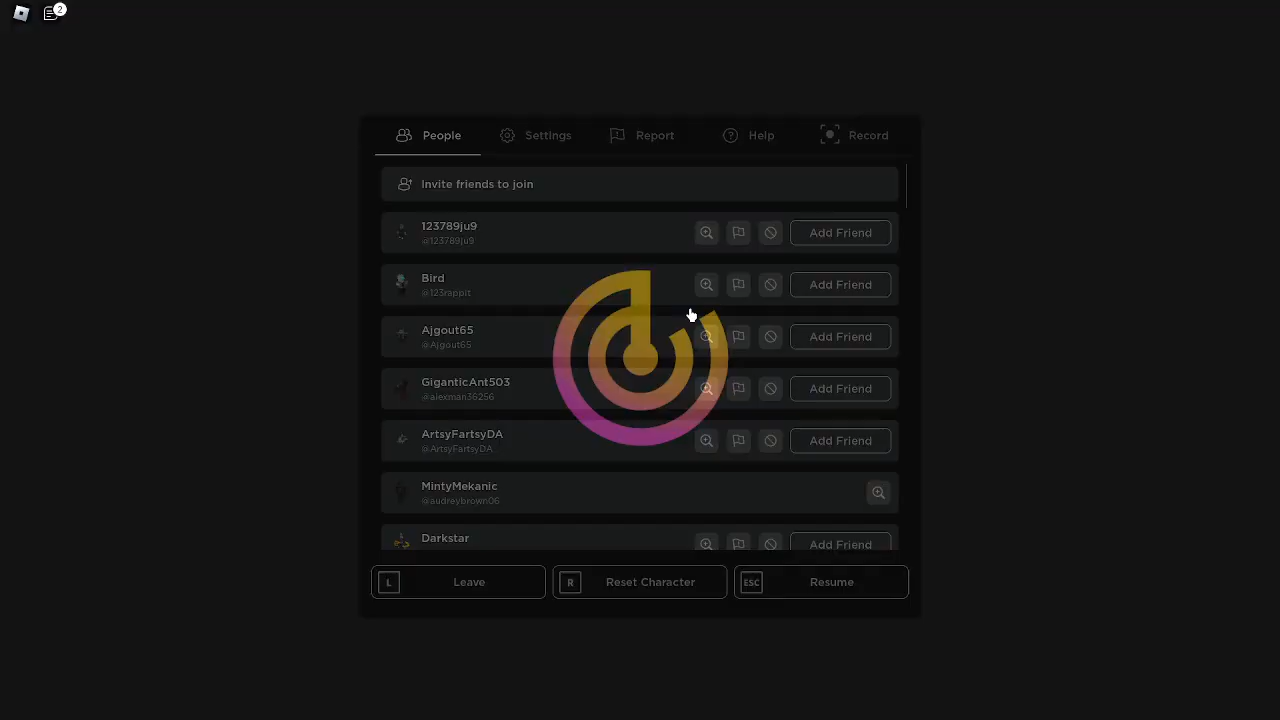 2
People
Settings
Report
Help
Record
Invite friends to join
123789ju9
@123789ju9
Add Friend
Bird
@123rappit
Add Friend
Ajgout65
@Ajgout65
Add Friend
GiganticAnt503
@alexman36256
Add Friend
ArtsyFartsyDA
@ArtsyFartsyDA
Add Friend
MintyMekanic
@audreybrown06
Darkstar
Add Friend
L Leave
R Reset Character
ESC Resume